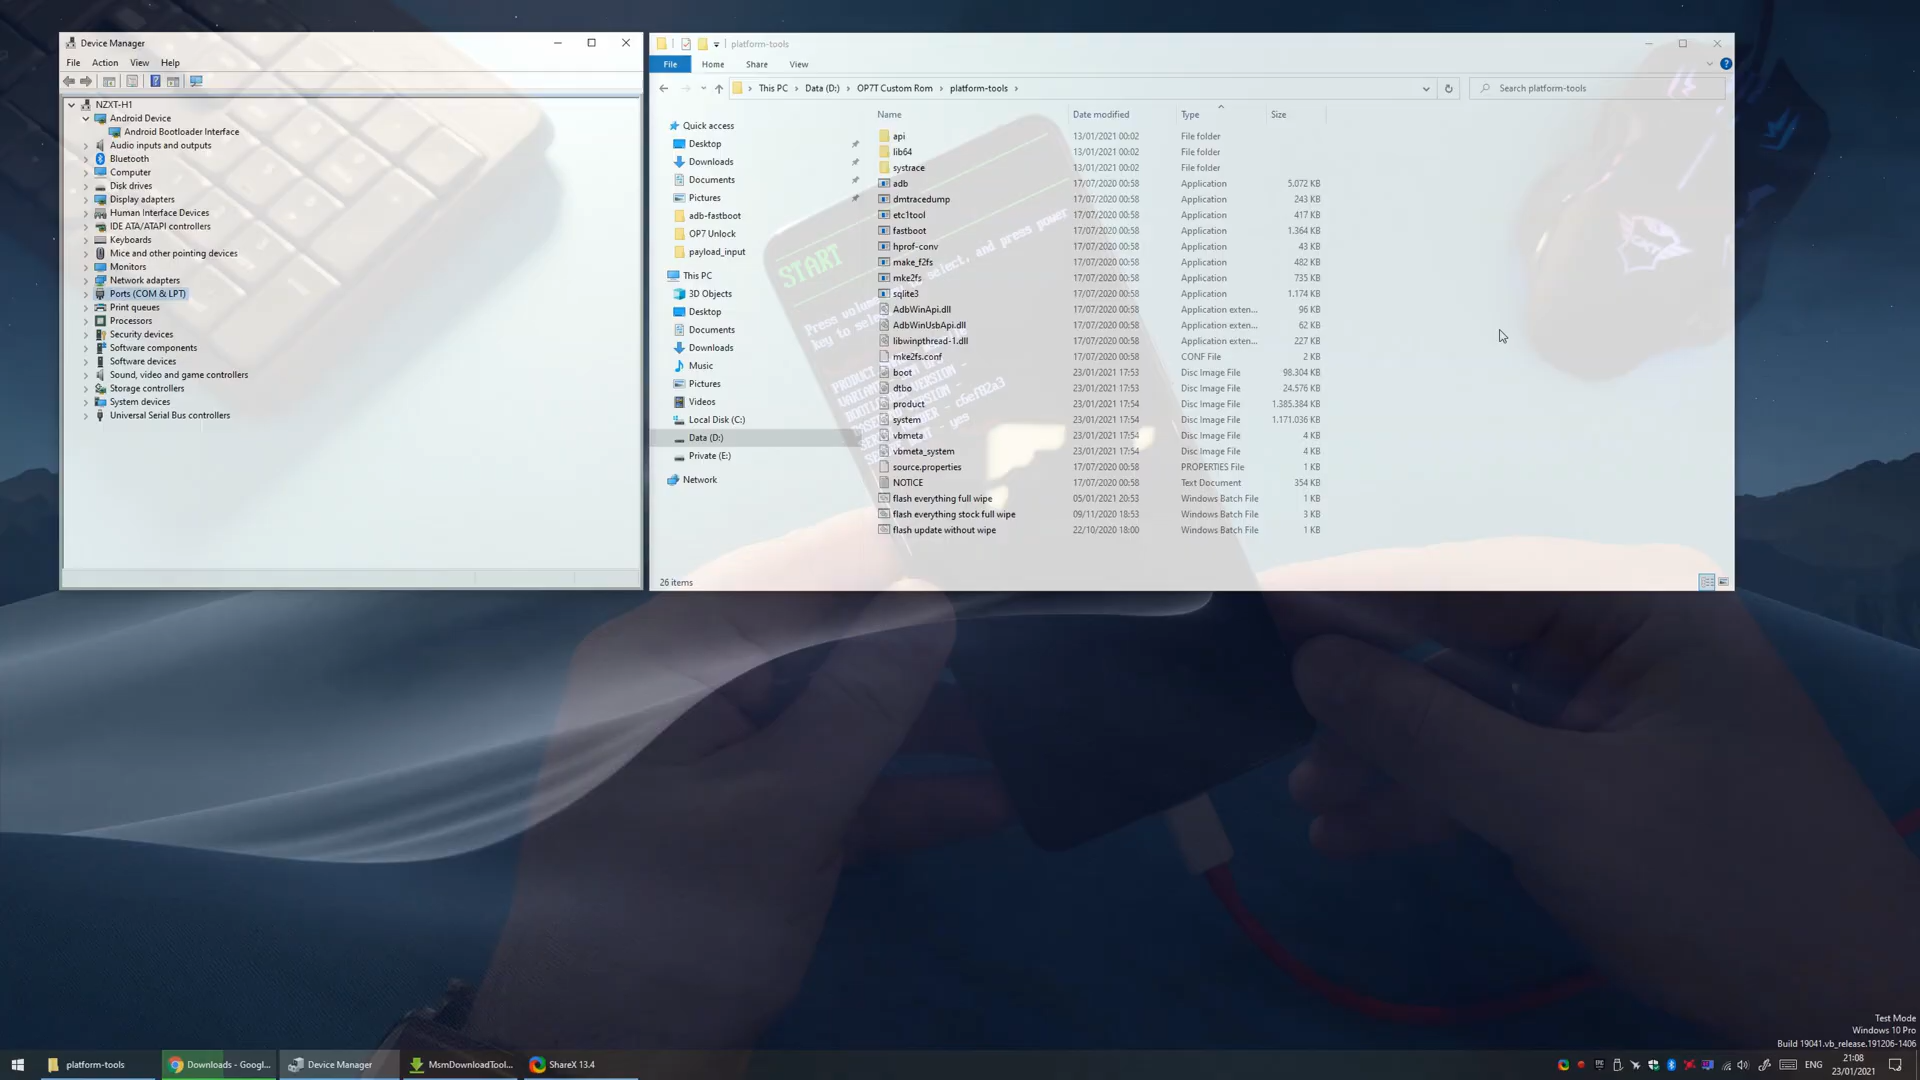 Device Manager
File Action View Help
NZXT-H1
Android Device
Android Bootloader Interface
Audio inputs and outputs
Bluetooth
Computer
Disk drives
Display adapters
Human Interface Devices
IDE ATA/ATAPI controllers
Keyboards
Mice and other pointing devices
Monitors
Network adapters
Ports (COM & LPT)
Print queues
Processors
Security devices
Software components
Software devices
Sound, video and game controllers
Storage controllers
System devices
Universal Serial Bus controllers
platform-tools
File Home Share View
This PC Data (D:) OP7T Custom Rom platform-tools
Search platform-tools
Quick access
Desktop
Downloads
Documents
Pictures
adb-fastboot
OP7 Unlock
payload_input
This PC
3D Objects
Desktop
Documents
Downloads
Music
Pictures
Videos
Local Disk (C:)
Data (D:)
Private (E:)
Network
Name Date modified Type Size
api 13/01/2021 00:02 File folder
lib64 13/01/2021 00:02 File folder
systrace 13/01/2021 00:02 File folder
adb 17/07/2020 00:58 Application 5.072 KB
dmtracedump 17/07/2020 00:58 Application 243 KB
etc1tool 17/07/2020 00:58 Application 417 KB
fastboot 17/07/2020 00:58 Application 1.364 KB
hprof-conv 17/07/2020 00:58 Application 43 KB
make_f2fs 17/07/2020 00:58 Application 482 KB
mke2fs 17/07/2020 00:58 Application 735 KB
sqlite3 17/07/2020 00:58 Application 1.174 KB
AdbWinApi.dll 17/07/2020 00:58 Application exten... 96 KB
AdbWinUsbApi.dll 17/07/2020 00:58 Application exten... 62 KB
libwinpthread-1.dll 17/07/2020 00:58 Application exten... 227 KB
mke2fs.conf 17/07/2020 00:58 CONF File 2 KB
boot 23/01/2021 17:53 Disc Image File 98.304 KB
dtbo 23/01/2021 17:53 Disc Image File 24.576 KB
product 23/01/2021 17:54 Disc Image File 1.385.384 KB
system 23/01/2021 17:54 Disc Image File 1.171.036 KB
vbmeta 23/01/2021 17:54 Disc Image File 4 KB
vbmeta_system 23/01/2021 17:54 Disc Image File 4 KB
source.properties 17/07/2020 00:58 PROPERTIES File 1 KB
NOTICE 17/07/2020 00:58 Text Document 354 KB
flash everything full wipe 05/01/2021 20:53 Windows Batch File 1 KB
flash everything stock full wipe 09/11/2020 18:53 Windows Batch File 3 KB
flash update without wipe 22/10/2020 18:00 Windows Batch File 1 KB
26 items
START
Press volume select, and press power
key to
yes
Test Mode
Windows 10 Pro
Build 19041.vb_release.191206-1406
platform-tools
Downloads - Googl...
Device Manager
MsmDownloadTool...
ShareX 13.4
ENG
21:08
23/01/2021